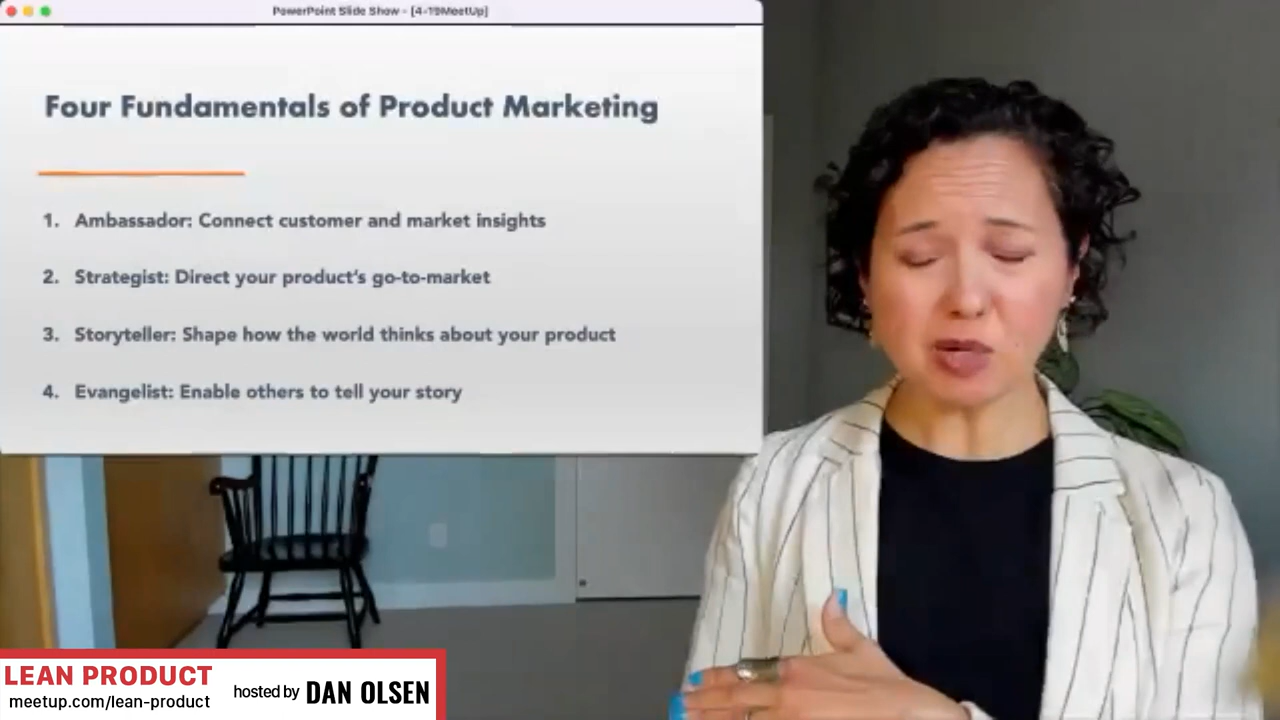 PowerPoint Slide Show - [4-19MeetUp]
Four Fundamentals of Product Marketing
1. Ambassador: Connect customer and market insights
2. Strategist: Direct your product's go-to-market
3. Storyteller: Shape how the world thinks about your product
4. Evangelist: Enable others to tell your story
LEAN PRODUCT
meetup.com/lean-product
hosted by DAN OLSEN